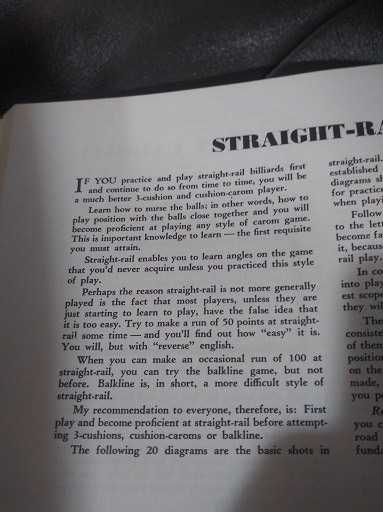 STRAIGHT-RA
IF YOU practice and play straight-rail billiards first
and continue to do so from time to time, you will be
a much better 3-cushion and cushion-carom player.
Learn how to nurse the balls; in other words, how to
play position with the balls close together and you will
become proficient at playing any style of carom game.
This is important knowledge to learn — the first requisite
you must attain.
Straight-rail enables you to learn angles on the game
that you'd never acquire unless you practiced this style
of play.
Perhaps the reason straight-rail is not more generally
played is the fact that most players, unless they are
just starting to learn to play, have the false idea that
it is too easy. Try to make a run of 50 points at straight-
rail some time — and you'll find out how "easy" it is.
You will, but with "reverse" english.
When you can make an occasional run of 100 at
straight-rail, you can try the balkline game, but not
before. Balkline is, in short, a more difficult style of
straight-rail.
My recommendation to everyone, therefore, is: First
play and become proficient at straight-rail before attempt-
ing 3-cushions, cushion-caroms or balkline.
The following 20 diagrams are the basic shots in
straight-rail.
established
diagrams sh
for practice
when playi
Follow
to the lett
become fa
it, becaus
rail play.
In co
into play
est scope
they wil
The
consiste
of them
position
on the
made,
you p
Re
you c
road
funda